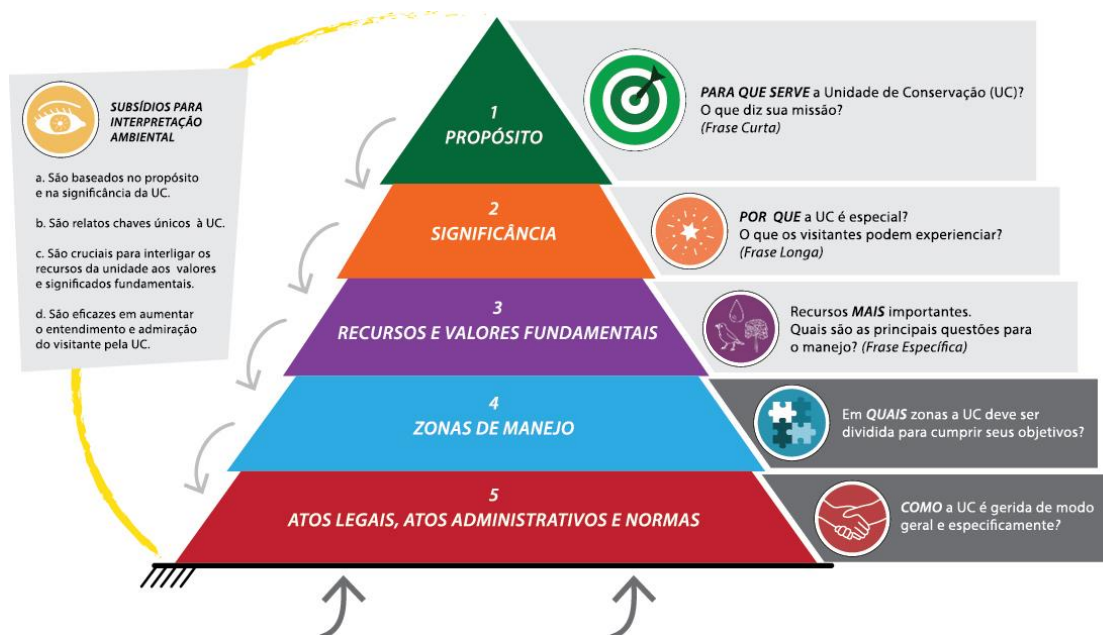 SUBSÍDIOS PARA
INTERPRETAÇÃO
AMBIENTAL
a. São baseados no propósito
e na significância da UC.
b. São relatos chaves únicos à UC.
c. São cruciais para interligar os
recursos da unidade aos valores
e significados fundamentais.
d. São eficazes em aumentar
o entendimento e admiração
do visitante pela UC.
1
PROPÓSITO
PARA QUE SERVE a Unidade de Conservação (UC)?
O que diz sua missão?
(Frase Curta)
2
SIGNIFICÂNCIA
POR QUE a UC é especial?
O que os visitantes podem experienciar?
(Frase Longa)
3
RECURSOS E VALORES FUNDAMENTAIS
Recursos MAIS importantes.
Quais são as principais questões para
o manejo? (Frase Específica)
4
ZONAS DE MANEJO
Em QUAIS zonas a UC deve ser
dividida para cumprir seus objetivos?
5
ATOS LEGAIS, ATOS ADMINISTRATIVOS E NORMAS
COMO a UC é gerida de modo
geral e especificamente?